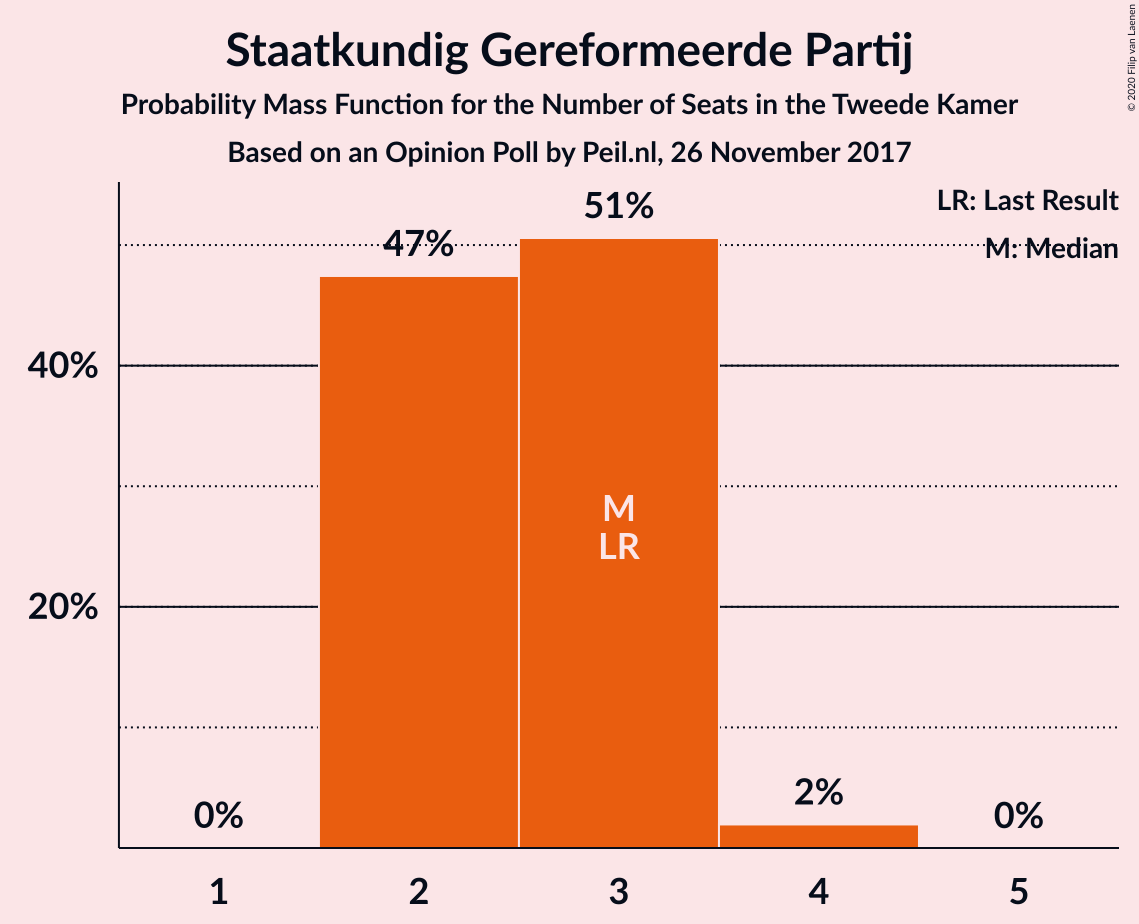 Staatkundig Gereformeerde Partij
Probability Mass Function for the Number of Seats in the Tweede Kamer
Based on an Opinion Poll by Peil.nl, 26 November 2017
© 2020 Filip van Laenen
LR: Last Result
M: Median
51%
47%
40%
M
LR
20%
0%
2%
0%
1
2
3
4
5